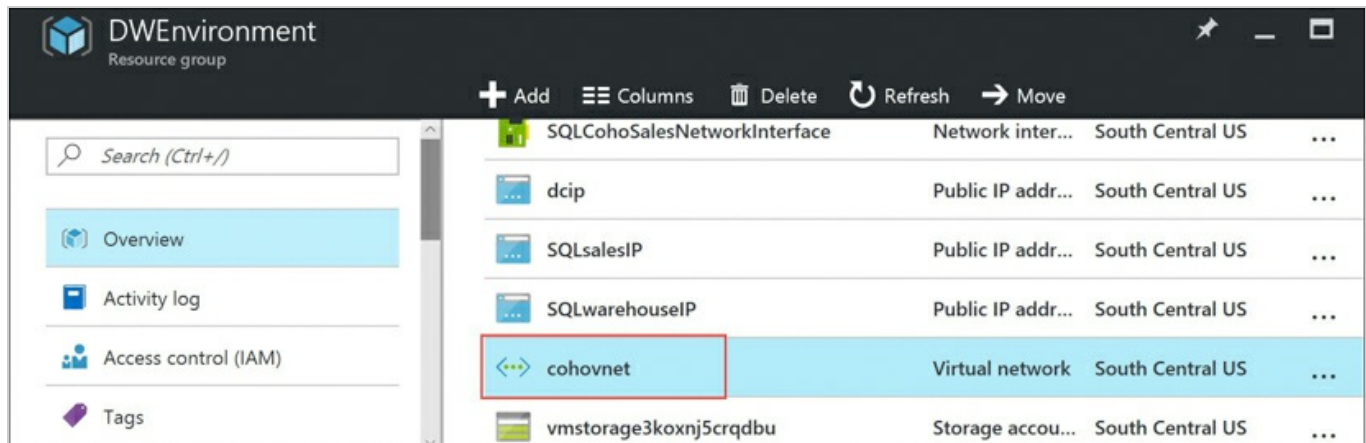 DWEnvironment
Resource group
Add Columns Delete Refresh Move
Search (Ctrl+/)
Overview
Activity log
Access control (IAM)
Tags
SQLCohoSalesNetworkInterface Network inter... South Central US ...
dcip Public IP addr... South Central US ...
SQLsalesIP Public IP addr... South Central US ...
SQLwarehouseIP Public IP addr... South Central US ...
cohovnet Virtual network South Central US ...
vmstorage3koxnj5crqdbu Storage accou... South Central US ...